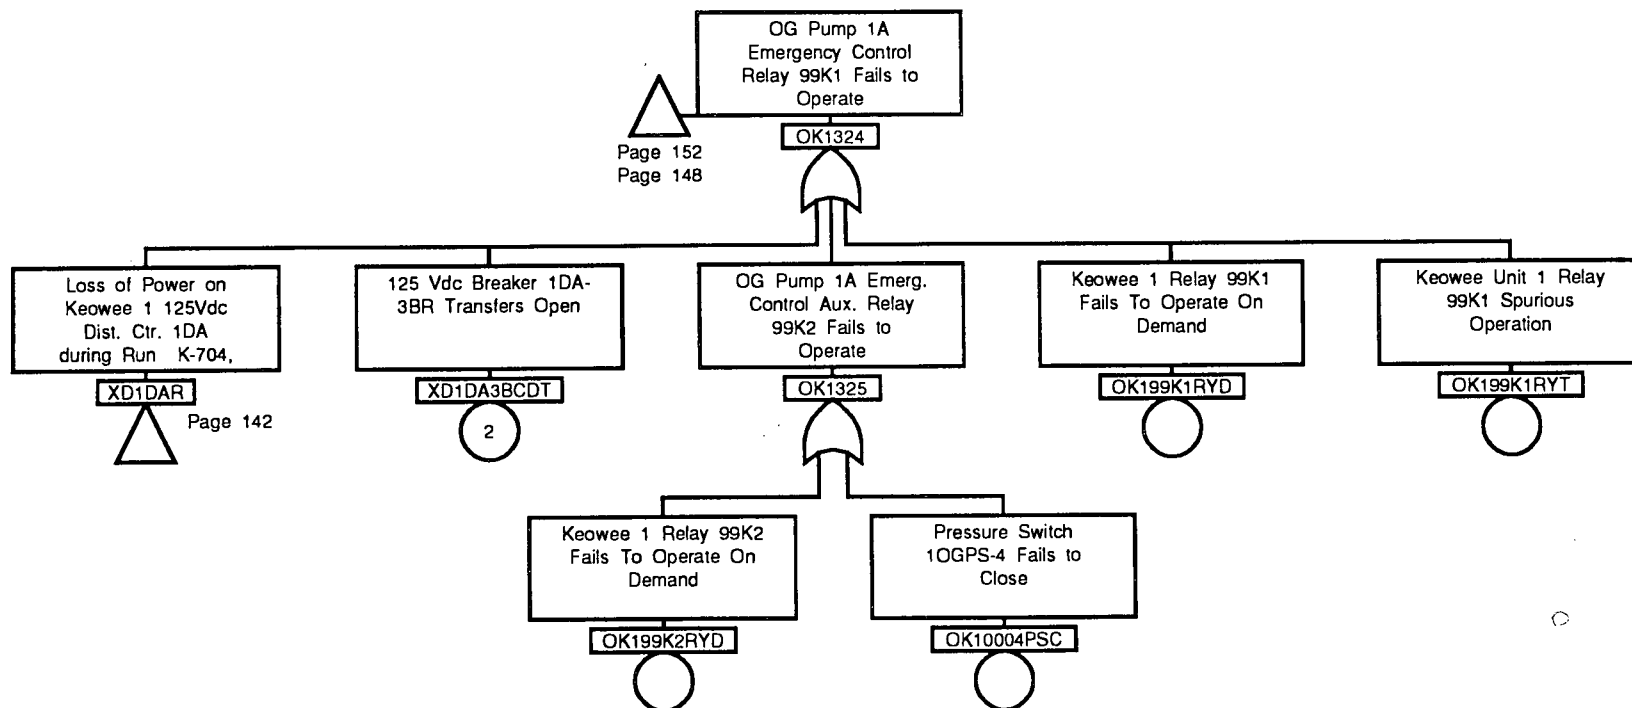 OG Pump 1A
Emergency Control
Relay 99K1 Fails to
Operate
OK1324
Page 152
Page 148
Loss of Power on
Keowee 1 125Vdc
Dist. Ctr. 1DA
during Run K-704,
XD1DAR
Page 142
125 Vdc Breaker 1DA-
3BR Transfers Open
XD1DA3BCDT
2
OG Pump 1A Emerg.
Control Aux. Relay
99K2 Fails to
Operate
OK1325
Keowee 1 Relay 99K1
Fails To Operate On
Demand
OK199K1RYD
Keowee Unit 1 Relay
99K1 Spurious
Operation
OK199K1RYT
Keowee 1 Relay 99K2
Fails To Operate On
Demand
OK199K2RYD
Pressure Switch
1OGPS-4 Fails to
Close
OK10004PSC